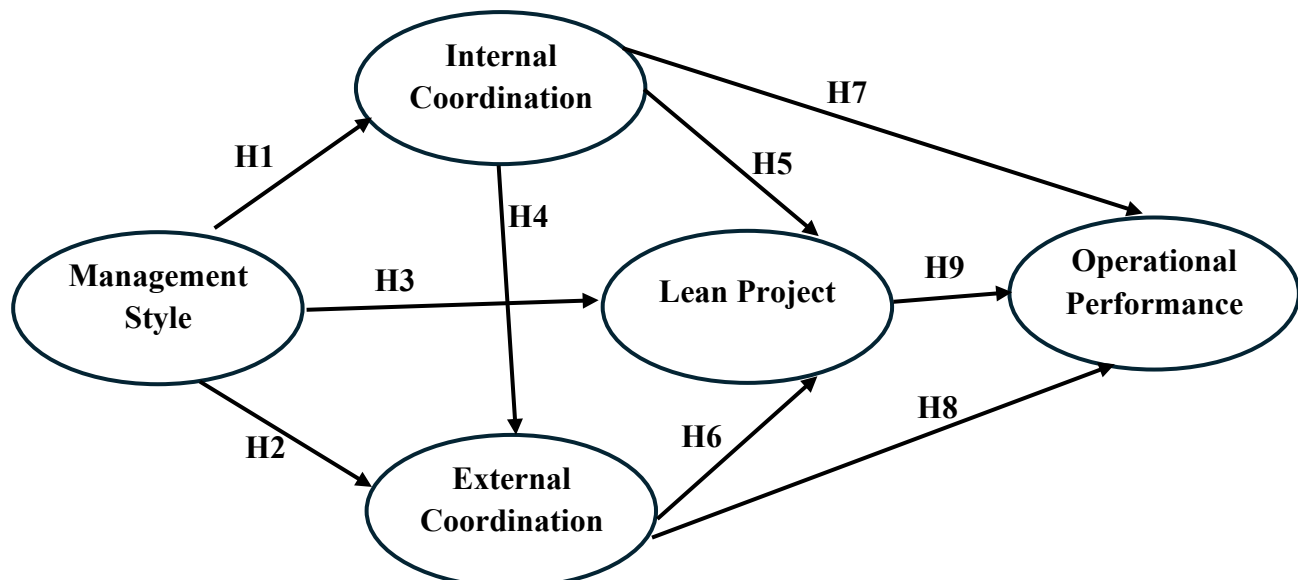 Internal
Coordination
H7
H1
H5
H4
Management
Style
H3
Lean Project
H9
Operational
Performance
H2
H6
H8
External
Coordination